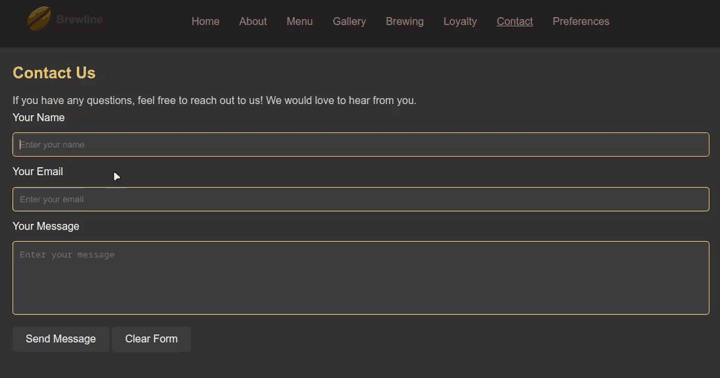 Brewline
Home About Menu Gallery Brewing Loyalty Contact Preferences
Contact Us
If you have any questions, feel free to reach out to us! We would love to hear from you.
Your Name
Enter your name
Your Email
Enter your email
Your Message
Enter your message
Send Message Clear Form